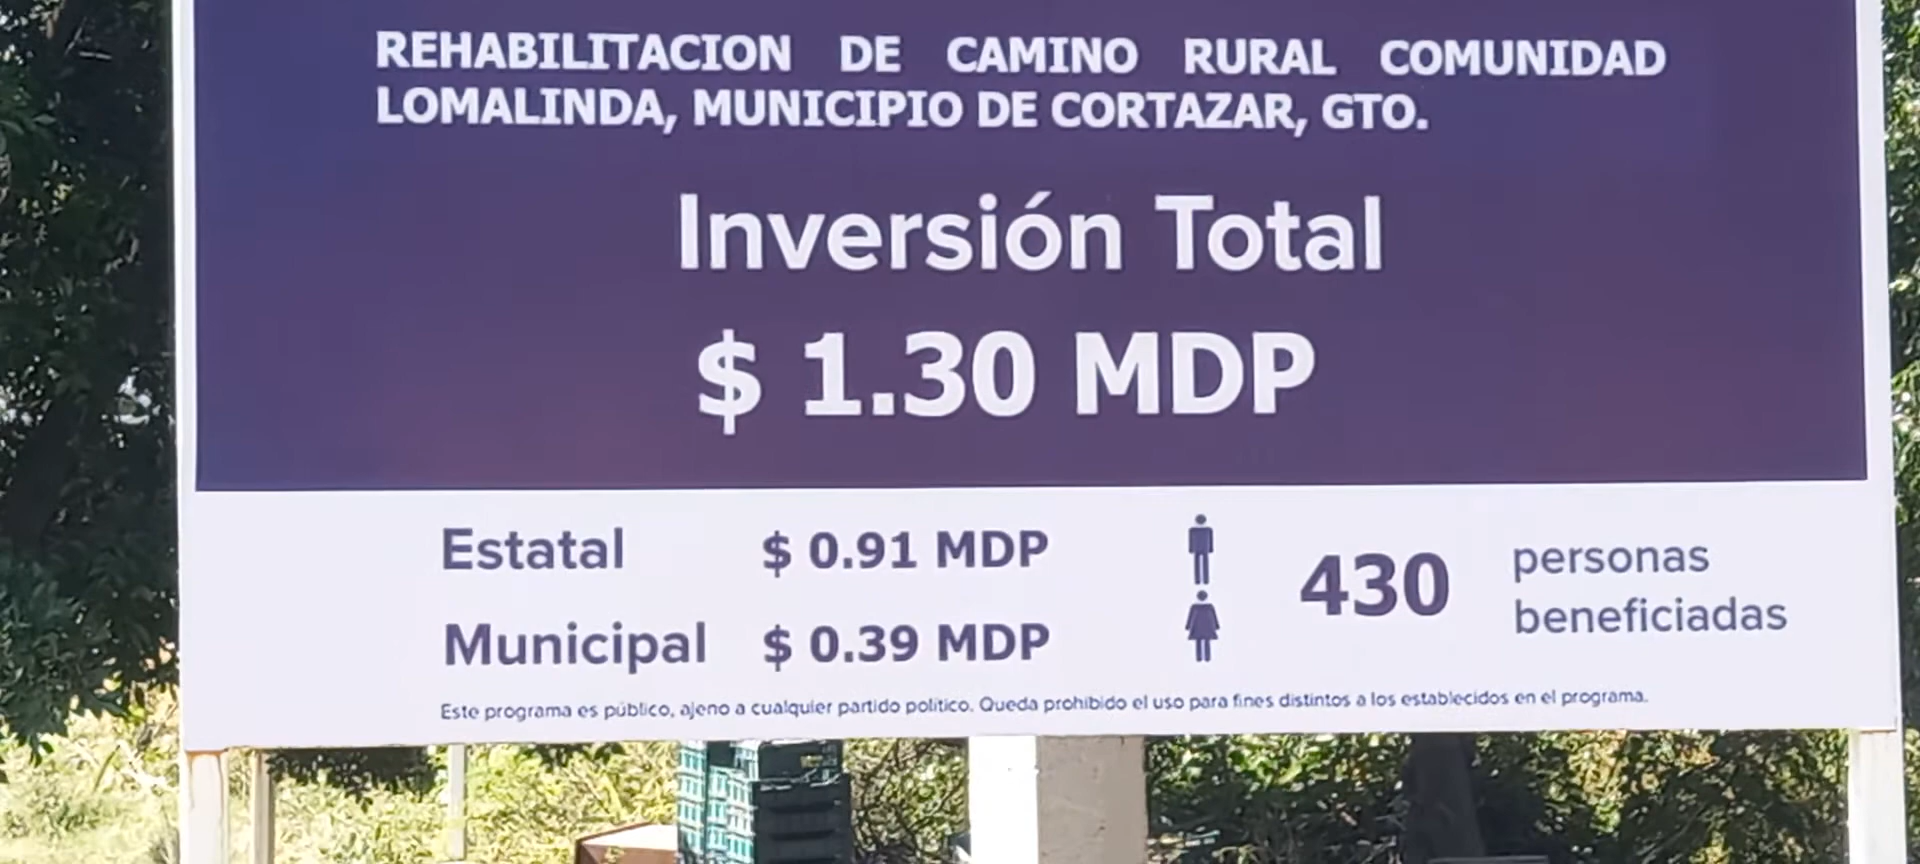 REHABILITACION DE CAMINO RURAL COMUNIDAD
LOMALINDA, MUNICIPIO DE CORTAZAR, GTO.
Inversión Total
$ 1.30 MDP
Estatal $ 0.91 MDP
Municipal $ 0.39 MDP
430
personas
beneficiadas
Este programa es público, ajeno a cualquier partido político. Queda prohibido el uso para fines distintos a los establecidos en el programa.